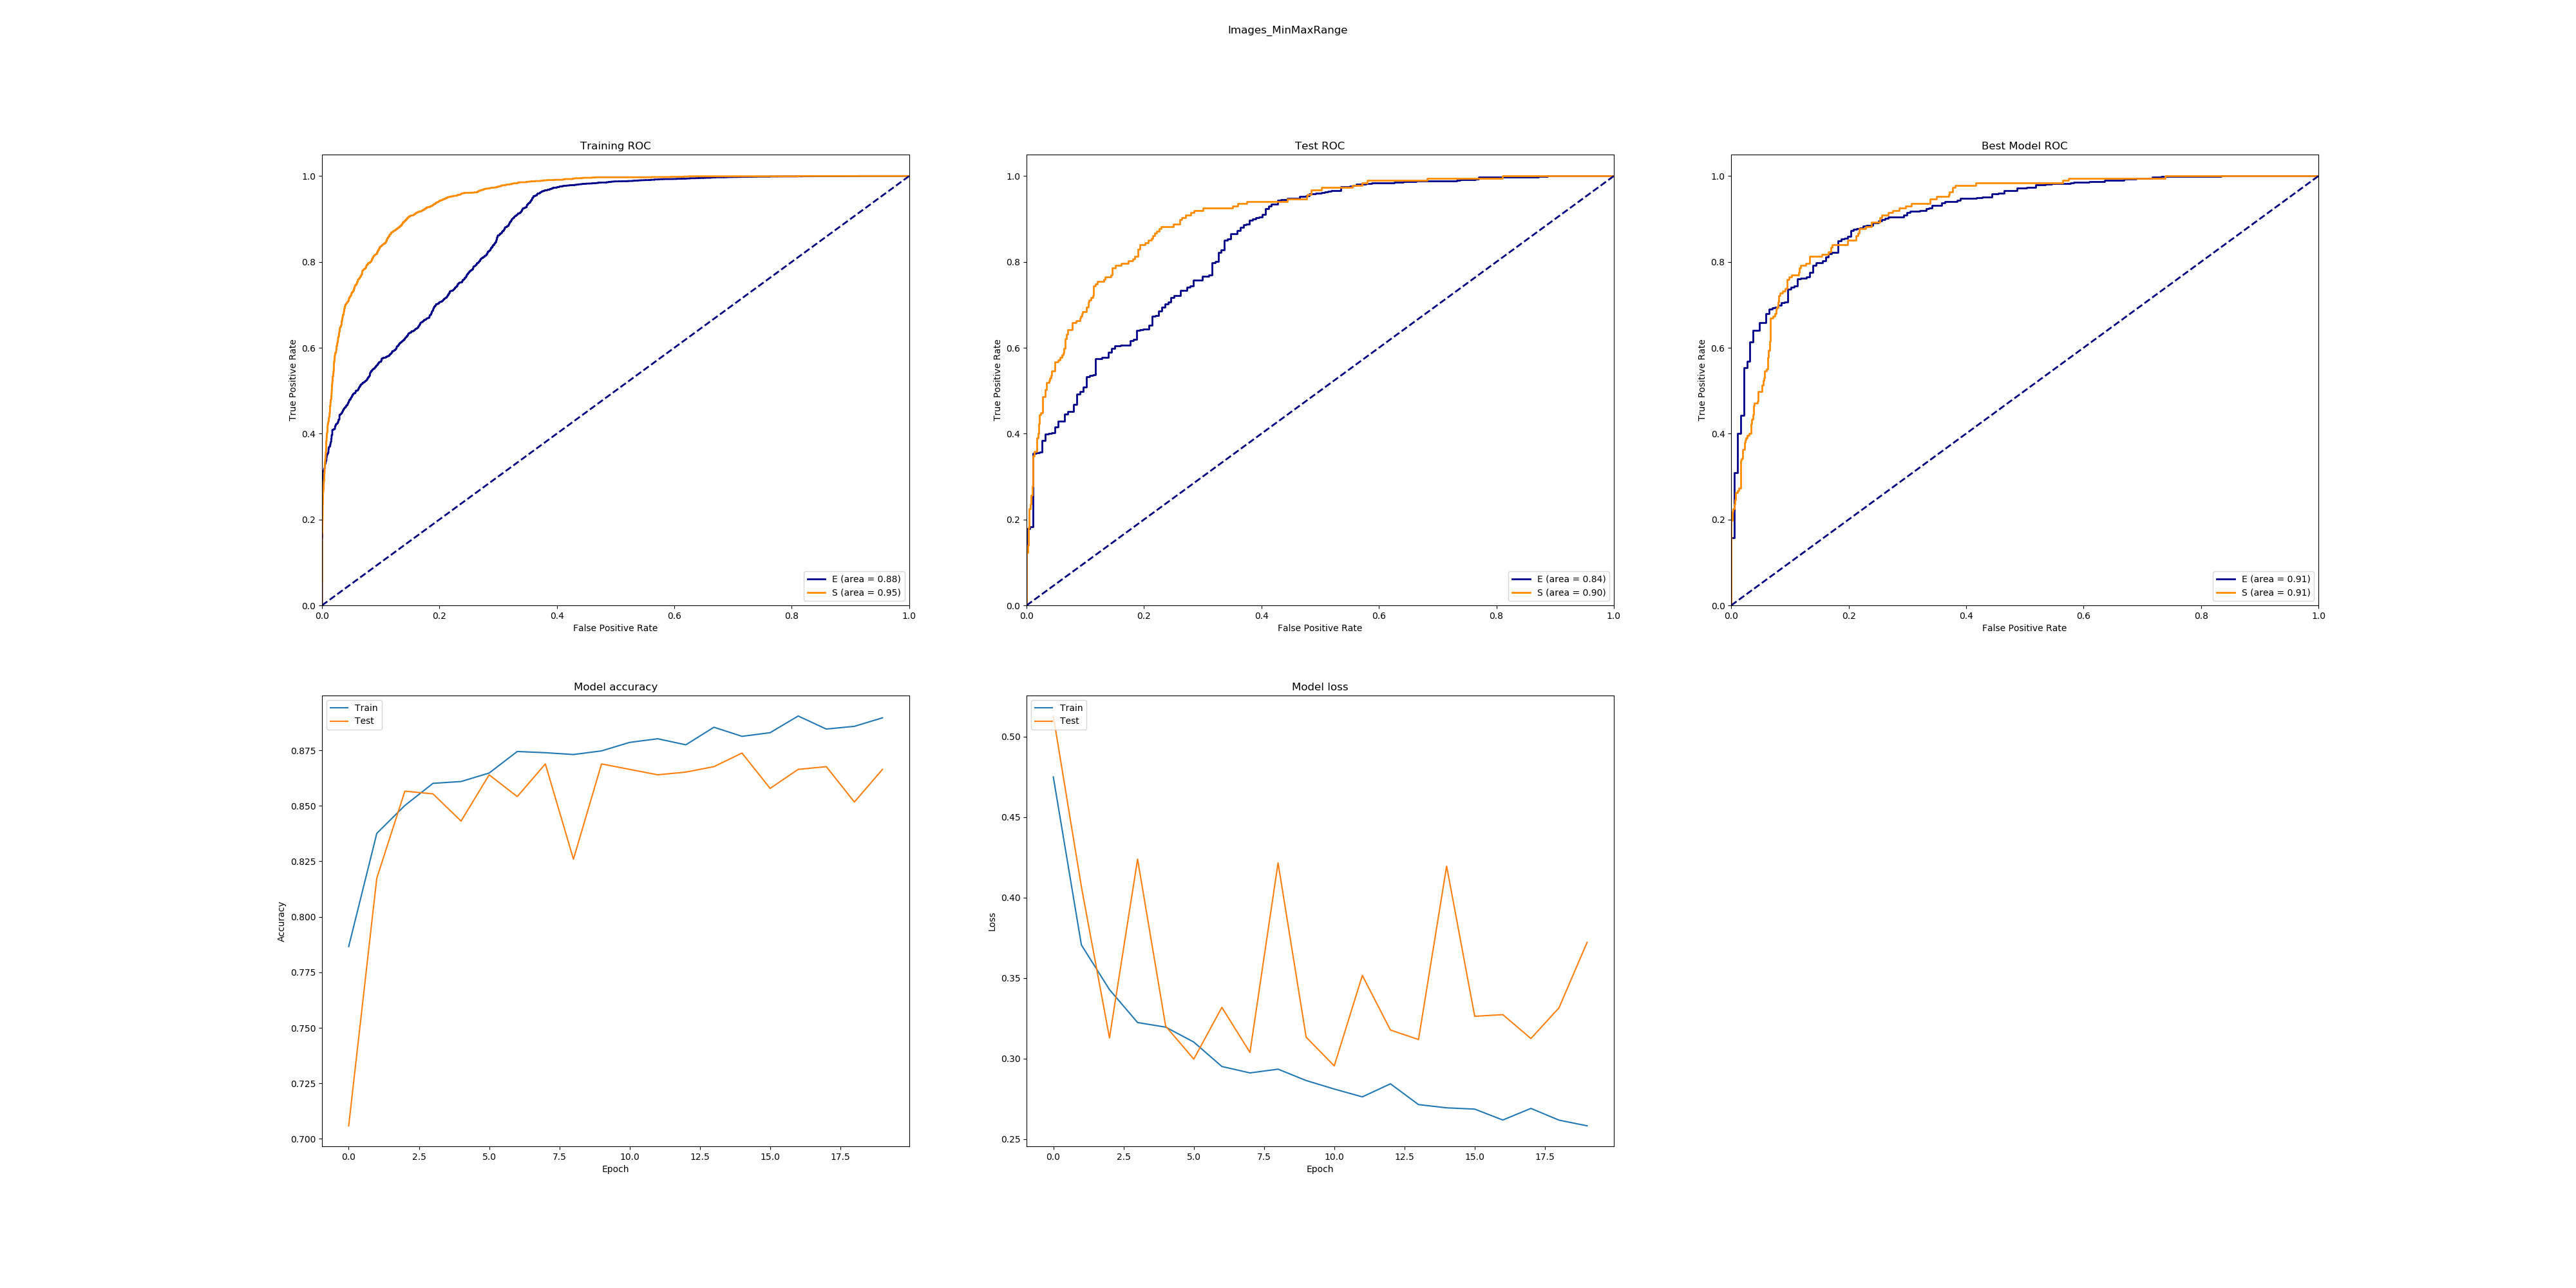 Images_MinMaxRange
Training ROC
1.0
0.8
0.6
0.4
0.2
0.0
True Positive Rate
E (area = 0.88)
S (area = 0.95)
0.0 0.2 0.4 0.6 0.8 1.0
False Positive Rate
Test ROC
1.0
0.8
0.6
0.4
0.2
0.0
True Positive Rate
E (area = 0.84)
S (area = 0.90)
0.0 0.2 0.4 0.6 0.8 1.0
False Positive Rate
Best Model ROC
1.0
0.8
0.6
0.4
0.2
0.0
True Positive Rate
E (area = 0.91)
S (area = 0.91)
0.0 0.2 0.4 0.6 0.8 1.0
False Positive Rate
Model accuracy
Train
Test
0.875
0.850
0.825
0.800
0.775
0.750
0.725
0.700
Accuracy
0.0 2.5 5.0 7.5 10.0 12.5 15.0 17.5
Epoch
Model loss
Train
Test
0.50
0.45
0.40
0.35
0.30
0.25
Loss
0.0 2.5 5.0 7.5 10.0 12.5 15.0 17.5
Epoch